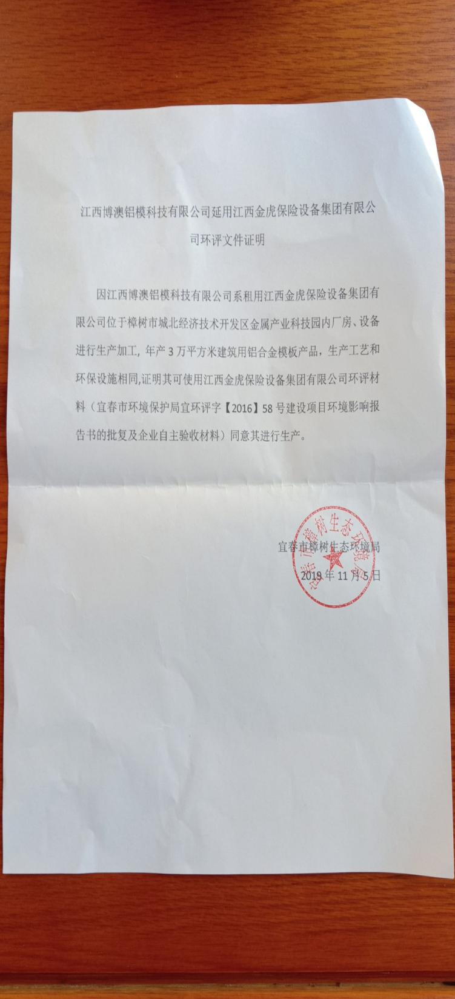 江西博澳铝模科技有限公司延用江西金虎保险设备集团有限公
司环评文件证明
因江西博澳铝模科技有限公司系租用江西金虎保险设备集团有
限公司位于樟树市城北经济技术开发区金属产业科技园内厂房、设备
进行生产加工, 年产 3 万平方米建筑用铝合金模板产品，生产工艺和
环保设施相同,证明其可使用江西金虎保险设备集团有限公司环评材
料（宜春市环境保护局宜环评字【2016】58 号建设项目环境影响报
告书的批复及企业自主验收材料）同意其进行生产。
宜春市樟树生态环境局
宜春市樟树生态环境局
2019 年 11 月 5 日